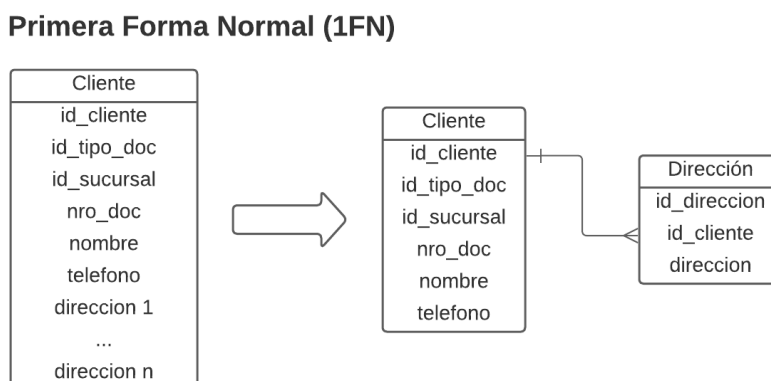 Primera Forma Normal (1FN)
Cliente
id_cliente
id_tipo_doc
id_sucursal
nro_doc
nombre
telefono
direccion 1
...
direccion n
Cliente
id_cliente
id_tipo_doc
id_sucursal
nro_doc
nombre
telefono
Dirección
id_direccion
id_cliente
direccion